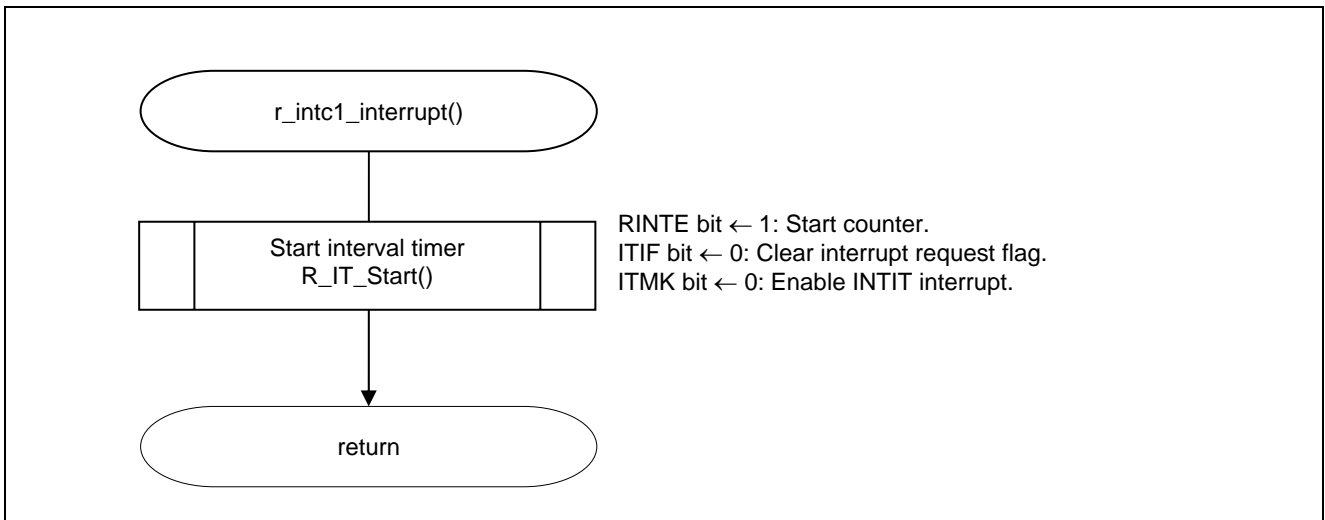 r_intc1_interrupt()
Start interval timer
R_IT_Start()
RINTE bit ← 1: Start counter.
ITIF bit ← 0: Clear interrupt request flag.
ITMK bit ← 0: Enable INTIT interrupt.
return